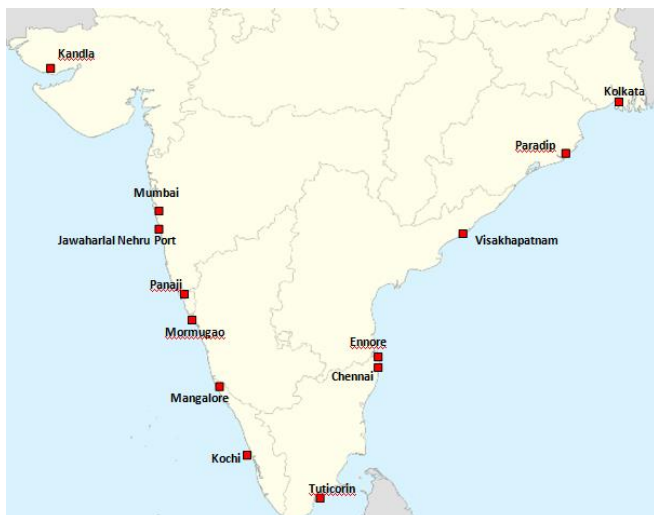 Kandla
Kolkata
Paradip
Mumbai
Jawaharlal Nehru Port
Visakhapatnam
Panaji
Mormugao
Ennore
Chennai
Mangalore
Kochi
Tuticorin